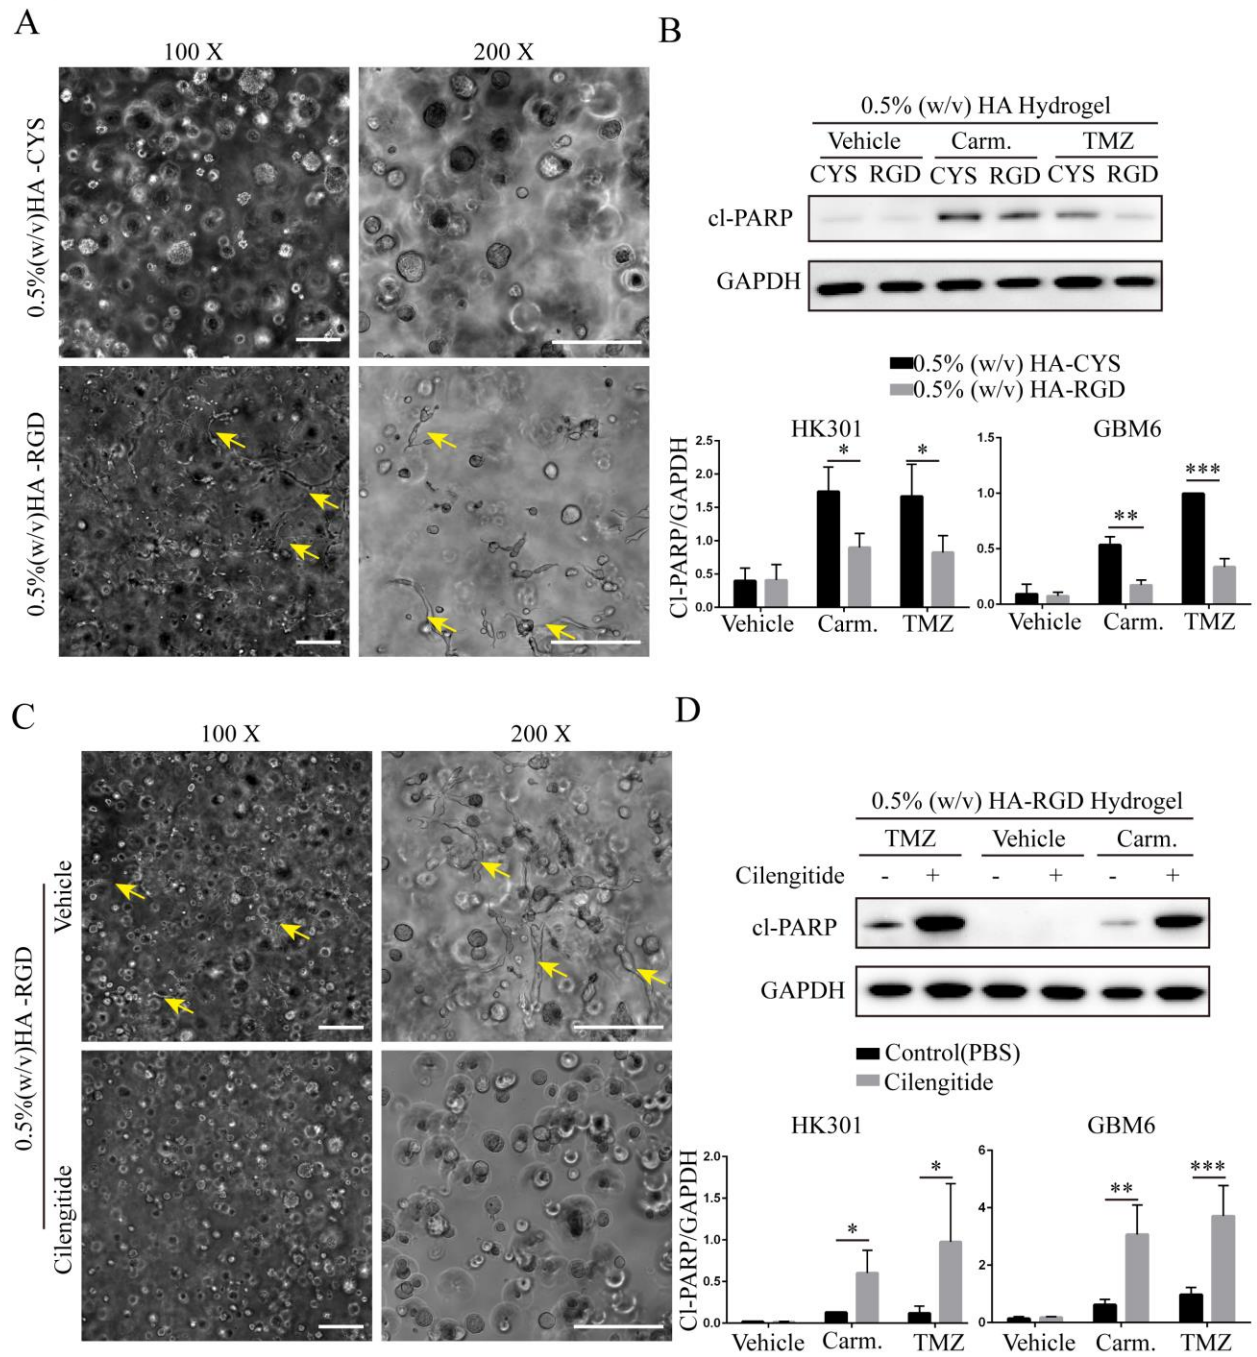 A
100 X
200 X
0.5%(w/v)HA -CYS
0.5%(w/v)HA -RGD
B
0.5% (w/v) HA Hydrogel
Vehicle Carm. TMZ
CYS RGD CYS RGD CYS RGD
cl-PARP
GAPDH
0.5% (w/v) HA-CYS
0.5% (w/v) HA-RGD
HK301
Cl-PARP/GAPDH
2.5
2.0
1.5
1.0
0.5
0.0
* *
Vehicle Carm. TMZ
GBM6
1.5
1.0
0.5
0.0
** ***
Vehicle Carm. TMZ
C
100 X
200 X
0.5%(w/v)HA -RGD
Vehicle
Cilengitide
D
0.5% (w/v) HA-RGD Hydrogel
TMZ Vehicle Carm.
Cilengitide - + - + - +
cl-PARP
GAPDH
Control(PBS)
Cilengitide
HK301
Cl-PARP/GAPDH
2.0
1.5
1.0
0.5
0.0
* *
Vehicle Carm. TMZ
GBM6
6
4
2
0
** ***
Vehicle Carm. TMZ